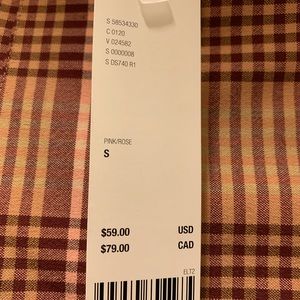 S 58534330
C 0120
V 024582
S 0000008
S DS740 R1
PINK/ROSE
S
$59.00 USD
$79.00 CAD
ELT2